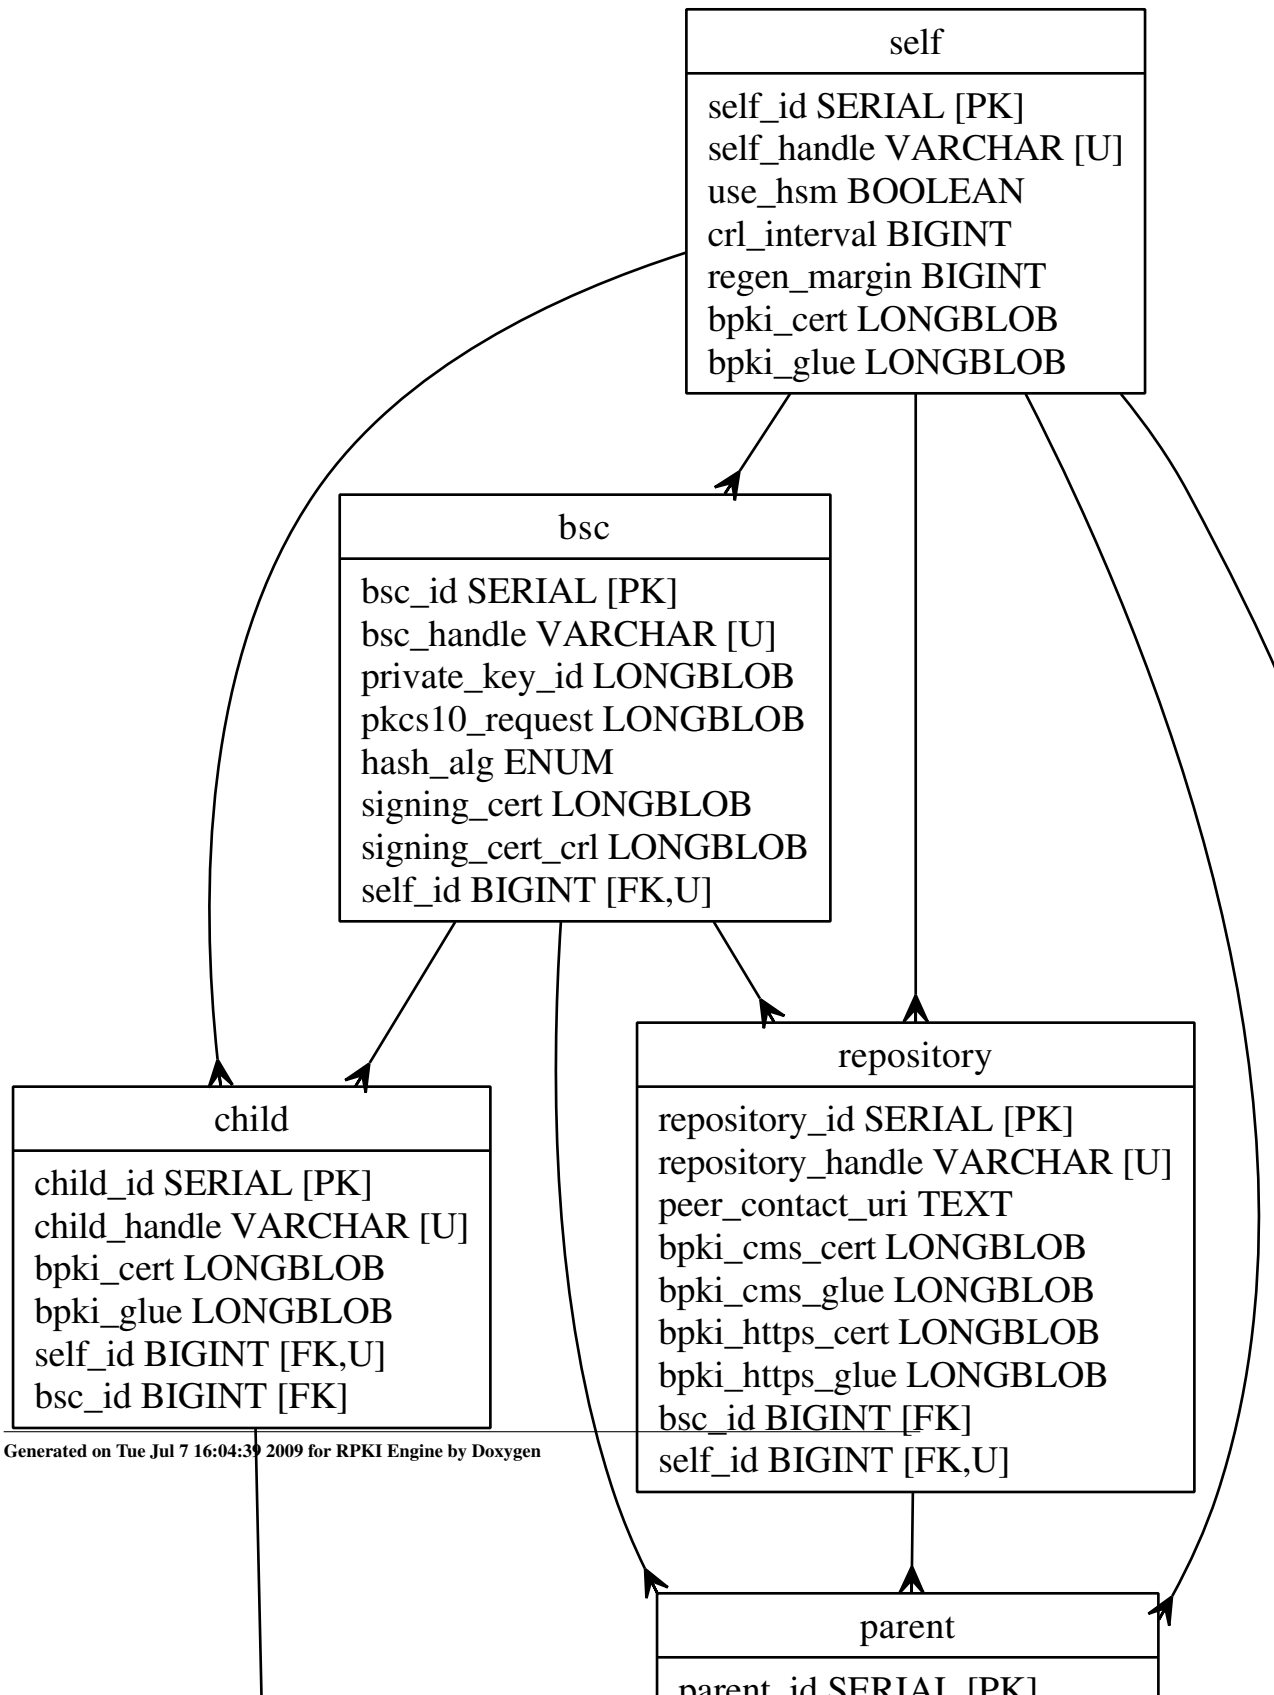 self
self_id SERIAL [PK]
self_handle VARCHAR [U]
use_hsm BOOLEAN
crl_interval BIGINT
regen_margin BIGINT
bpki_cert LONGBLOB
bpki_glue LONGBLOB
bsc
bsc_id SERIAL [PK]
bsc_handle VARCHAR [U]
private_key_id LONGBLOB
pkcs10_request LONGBLOB
hash_alg ENUM
signing_cert LONGBLOB
signing_cert_crl LONGBLOB
self_id BIGINT [FK,U]
repository
repository_id SERIAL [PK]
repository_handle VARCHAR [U]
peer_contact_uri TEXT
bpki_cms_cert LONGBLOB
bpki_cms_glue LONGBLOB
bpki_https_cert LONGBLOB
bpki_https_glue LONGBLOB
bsc_id BIGINT [FK]
self_id BIGINT [FK,U]
child
child_id SERIAL [PK]
child_handle VARCHAR [U]
bpki_cert LONGBLOB
bpki_glue LONGBLOB
self_id BIGINT [FK,U]
bsc_id BIGINT [FK]
Generated on Tue Jul 7 16:04:39 2009 for RPKI Engine by Doxygen
parent
parent_id SERIAL [PK]